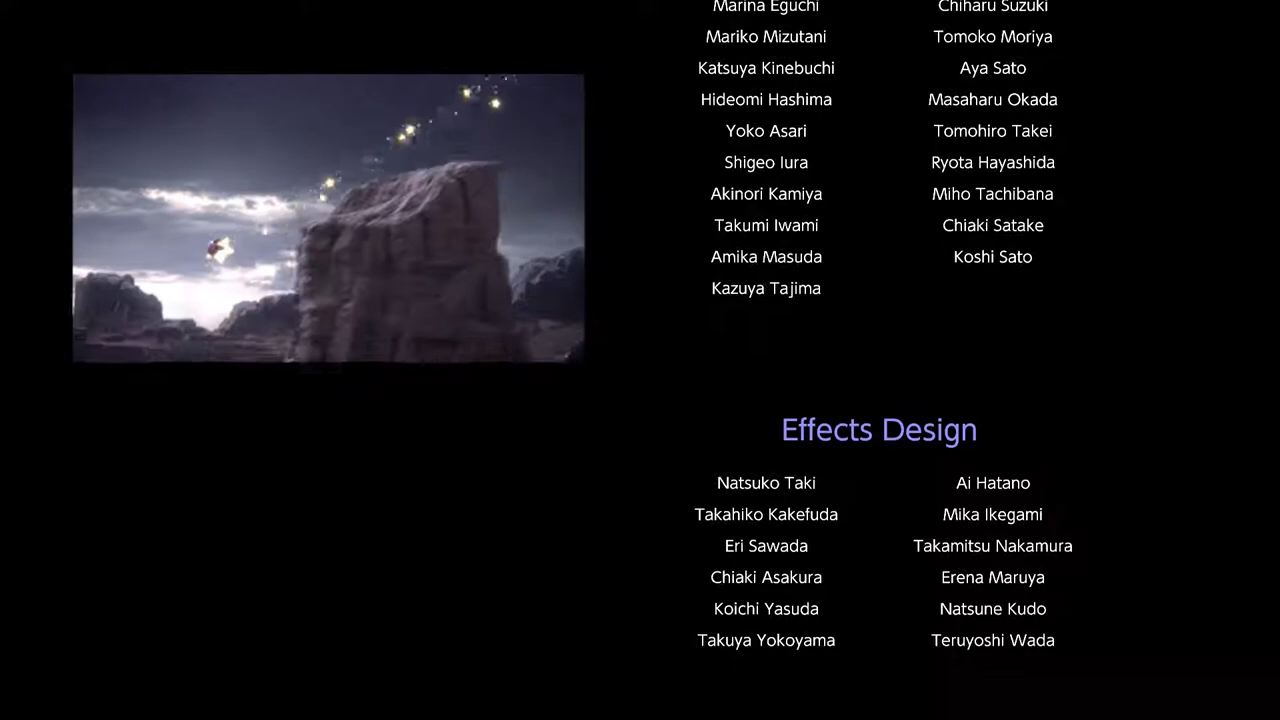 Marina Eguchi Chiharu Suzuki
Mariko Mizutani Tomoko Moriya
Katsuya Kinebuchi Aya Sato
Hideomi Hashima Masaharu Okada
Yoko Asari Tomohiro Takei
Shigeo Iura Ryota Hayashida
Akinori Kamiya Miho Tachibana
Takumi Iwami Chiaki Satake
Amika Masuda Koshi Sato
Kazuya Tajima
Effects Design
Natsuko Taki Ai Hatano
Takahiko Kakefuda Mika Ikegami
Eri Sawada Takamitsu Nakamura
Chiaki Asakura Erena Maruya
Koichi Yasuda Natsune Kudo
Takuya Yokoyama Teruyoshi Wada